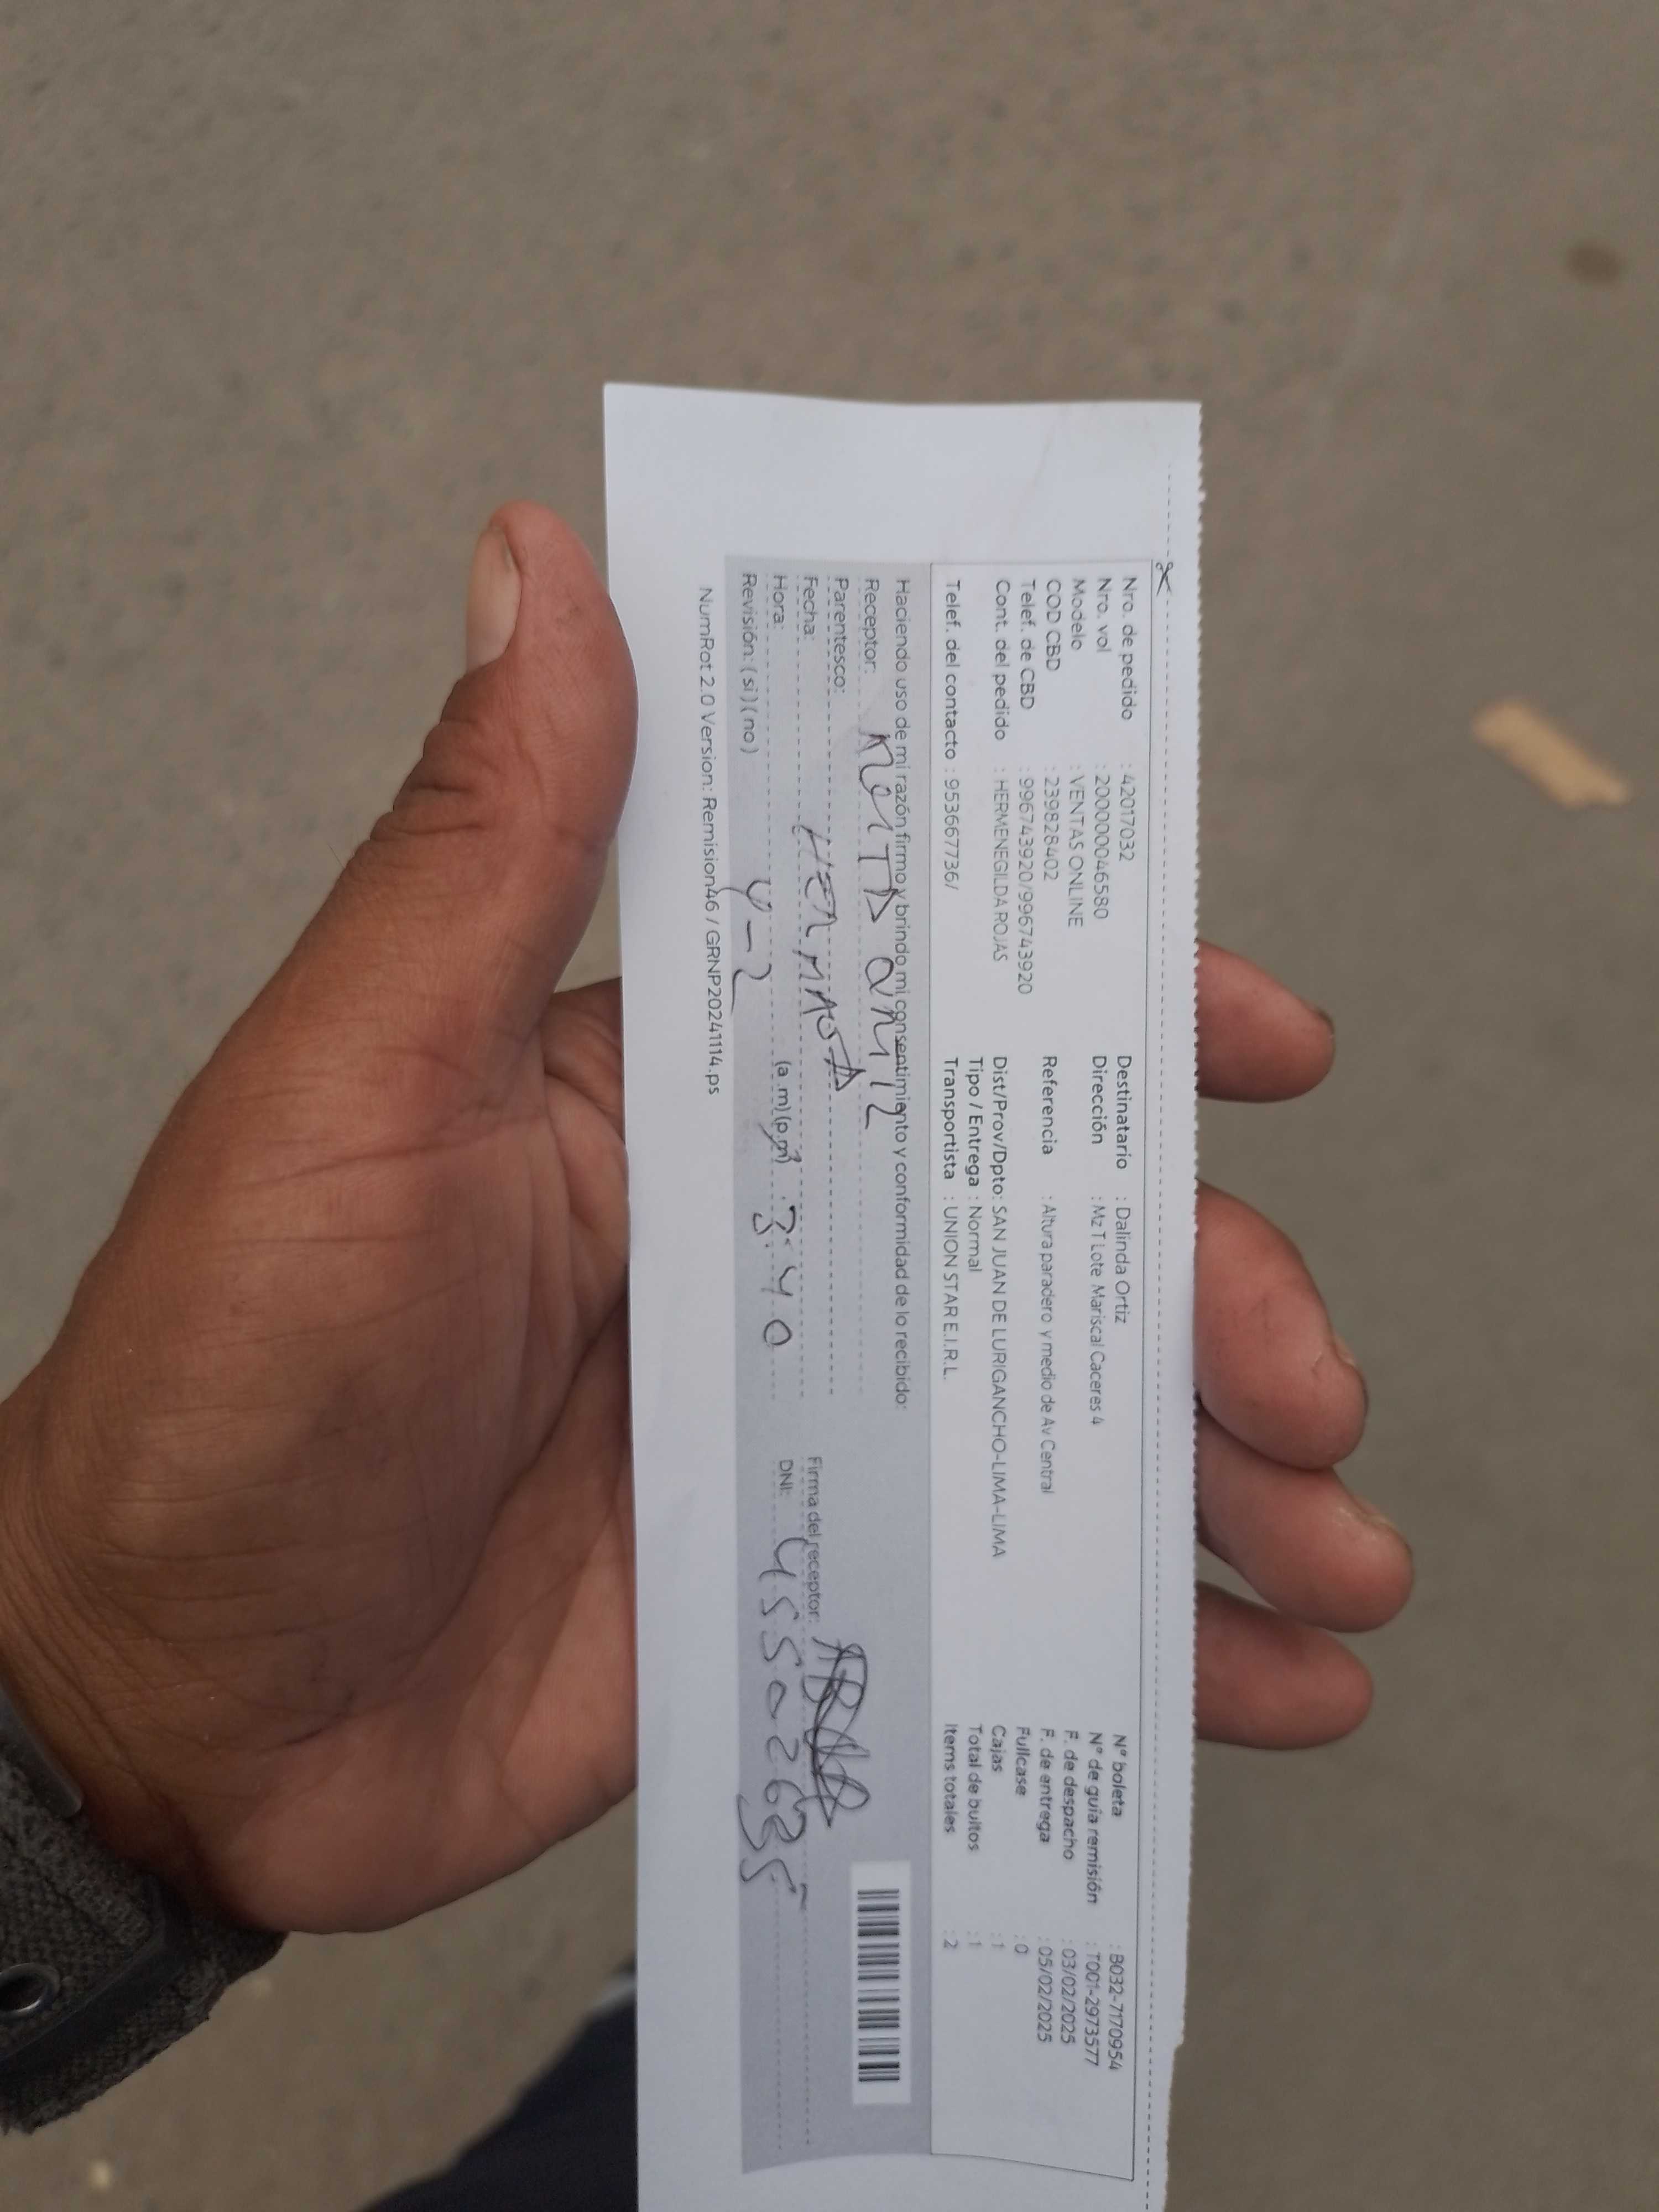 Nro. de pedido : 42017032
Nro. vol : 200000046580
Modelo : VENTAS ONLINE
COD CBD : 239828402
Telef. de CBD : 996743920/996743920
Cont. del pedido : HERMENEGILDA ROJAS
Telef. del contacto : 953667736/
Destinatario : Dalinda Ortiz
Dirección : Mz T Lote Mariscal Caceres 4
Referencia : Altura paradero y medio de Av Central
Dist/Prov/Dpto: SAN JUAN DE LURIGANCHO-LIMA-LIMA
Tipo / Entrega : Normal
Transportista : UNION STAR E.I.R.L.
N° boleta : B032-7170954
N° de guia remisión : T001-2973577
F. de despacho : 03/02/2025
F. de entrega : 05/02/2025
Fullcase : 0
Cajas : 1
Total de bultos : 1
Items totales : 2
Haciendo uso de mi razón firmo y brindo mi consentimiento y conformidad de lo recibido:
Receptor:
Parentesco:
Fecha: 4-2
Hora: (a.m)(p.m) 3:40
Revisión: (si)(no)
Firma del receptor:
DNI:
NumRot 2.0 Version: Remision46 / GRNP20241114.ps